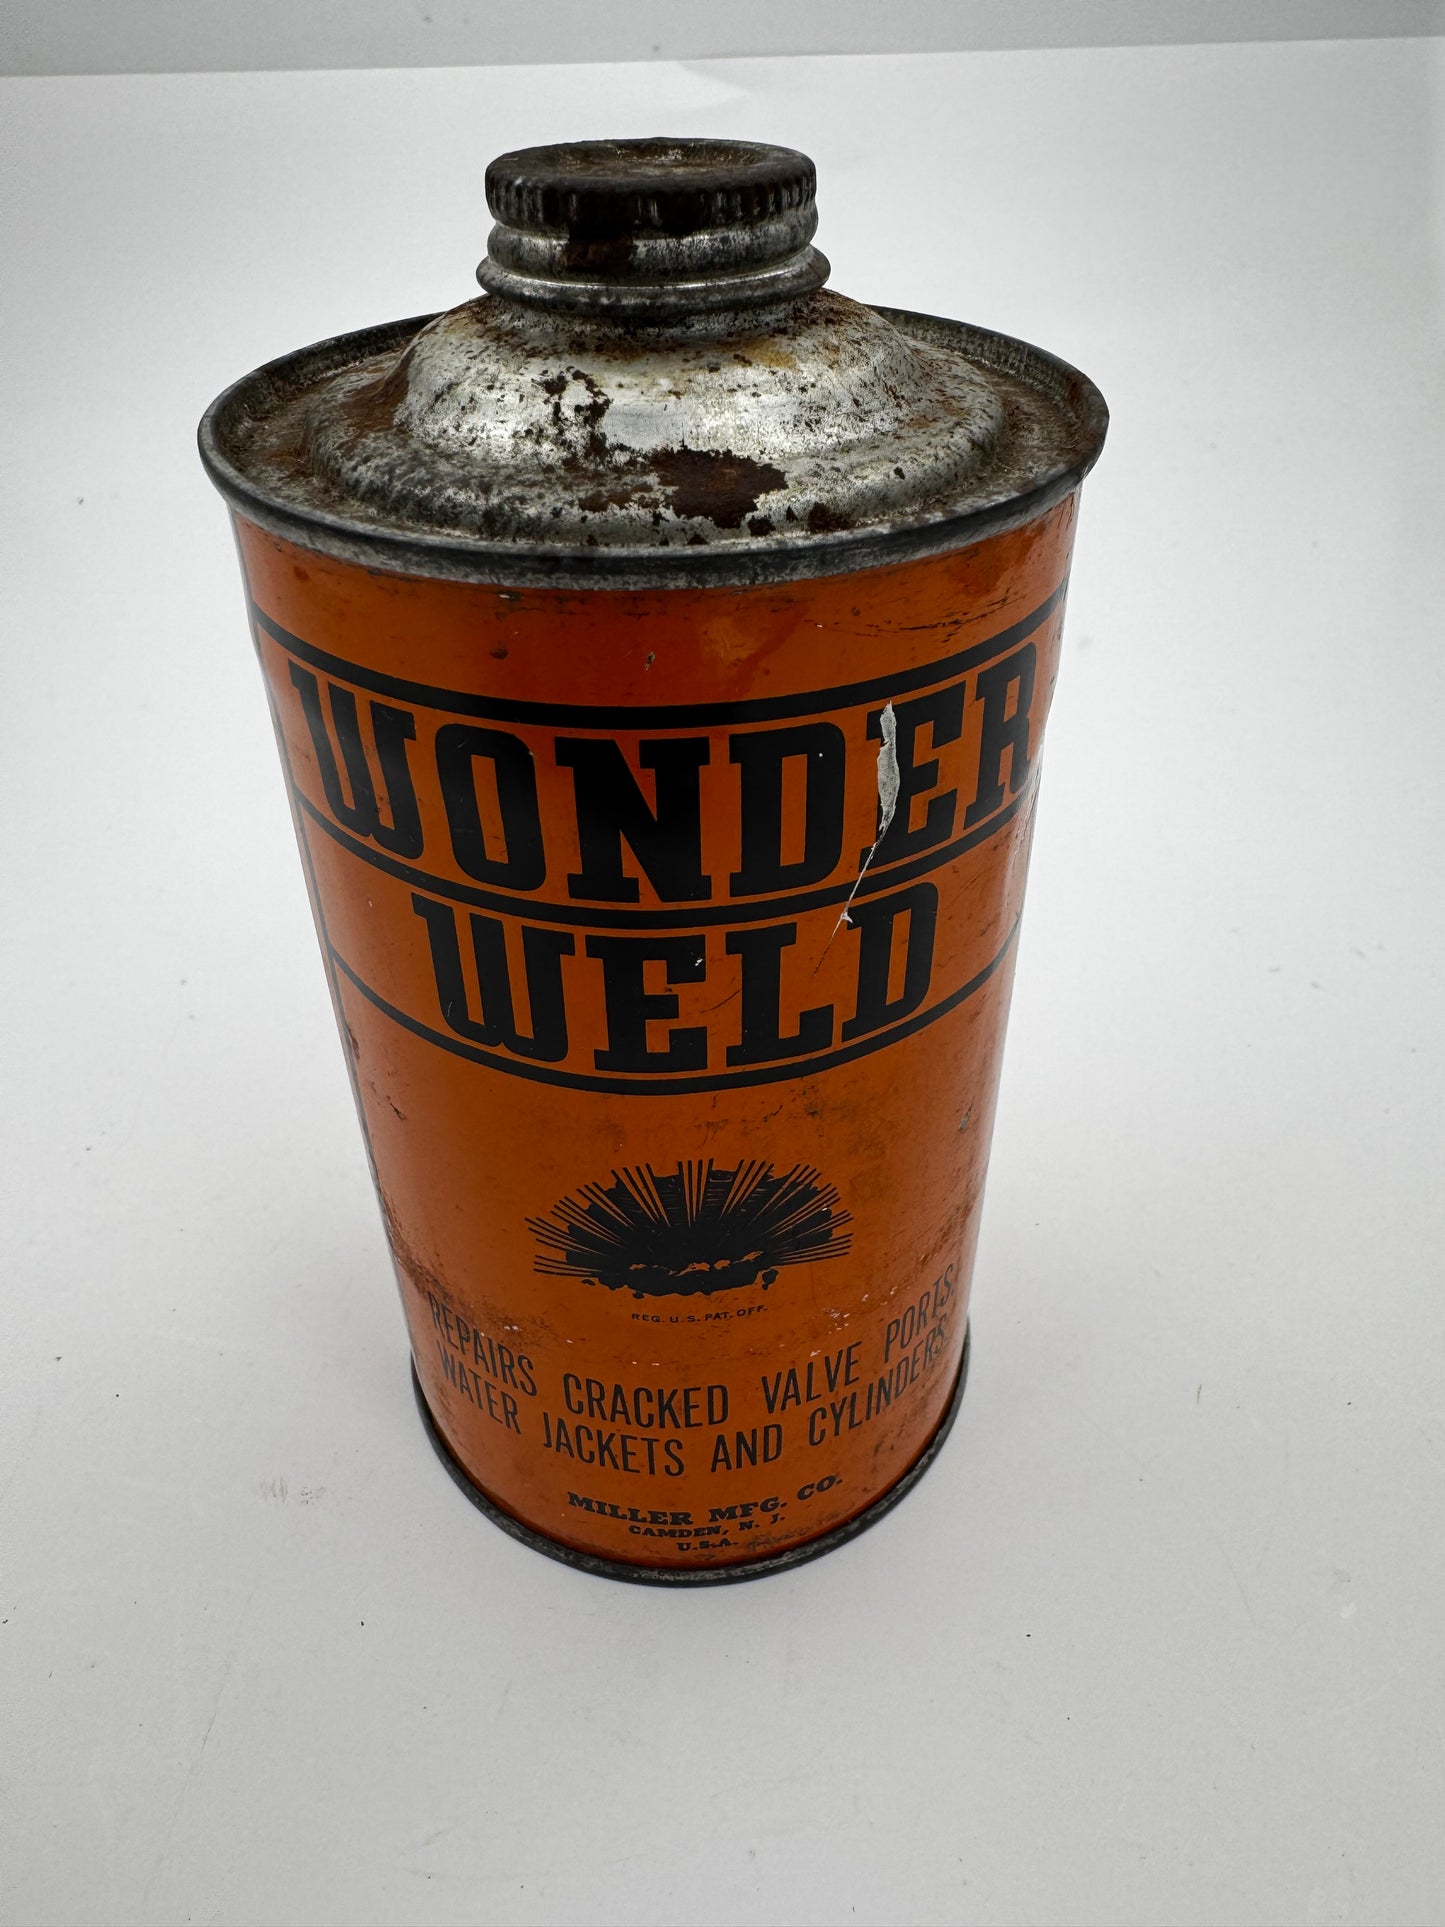 WONDER
WELD
REG. U. S. PAT. OFF.
REPAIRS CRACKED VALVE PORTS,
WATER JACKETS AND CYLINDERS.
MILLER MFG. CO.
CAMDEN, N. J.
U.S.A.